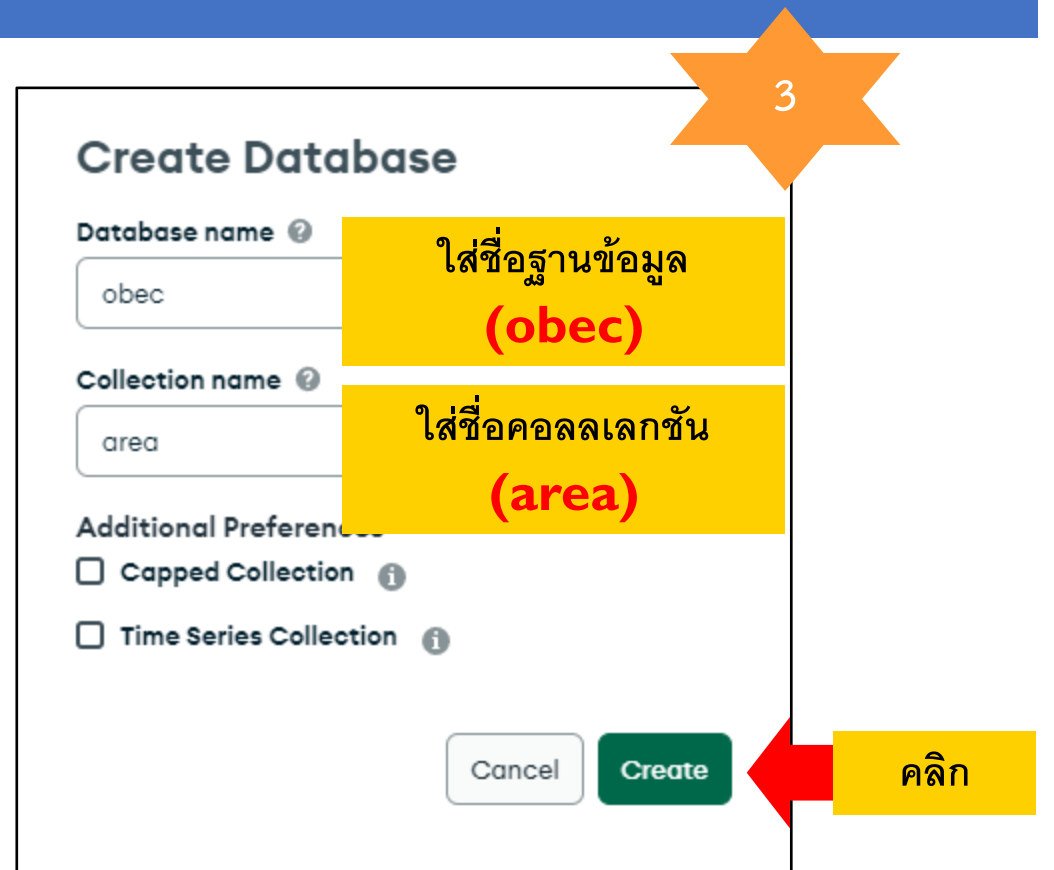 3
Create Database
Database name
ใส่ชื่อฐานข้อมูล
obec
(obec)
Collection name
ใส่ชื่อคอลลเลกชัน
area
(area)
Additional Preferences
Capped Collection
Time Series Collection
Cancel
Create
คลิก